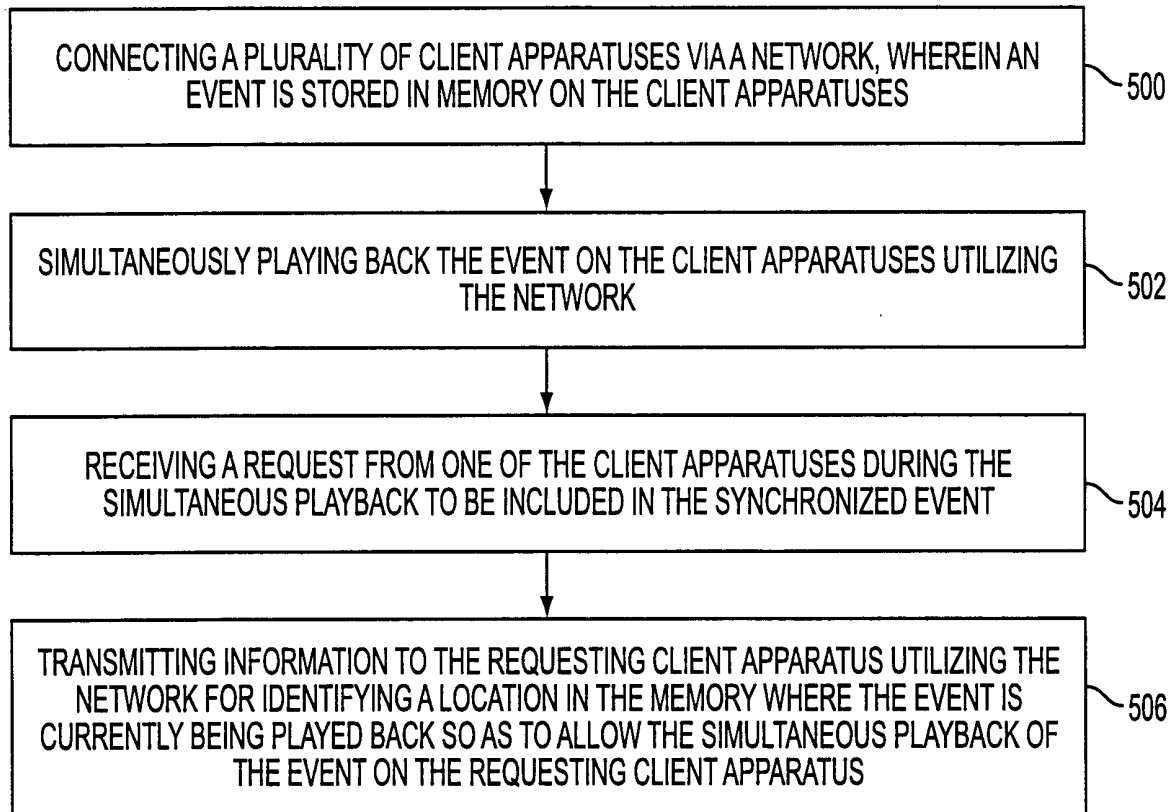 CONNECTING A PLURALITY OF CLIENT APPARATUSES VIA A NETWORK, WHEREIN AN
EVENT IS STORED IN MEMORY ON THE CLIENT APPARATUSES
500
SIMULTANEOUSLY PLAYING BACK THE EVENT ON THE CLIENT APPARATUSES UTILIZING
THE NETWORK
502
RECEIVING A REQUEST FROM ONE OF THE CLIENT APPARATUSES DURING THE
SIMULTANEOUS PLAYBACK TO BE INCLUDED IN THE SYNCHRONIZED EVENT
504
TRANSMITTING INFORMATION TO THE REQUESTING CLIENT APPARATUS UTILIZING THE
NETWORK FOR IDENTIFYING A LOCATION IN THE MEMORY WHERE THE EVENT IS
CURRENTLY BEING PLAYED BACK SO AS TO ALLOW THE SIMULTANEOUS PLAYBACK OF
THE EVENT ON THE REQUESTING CLIENT APPARATUS
506